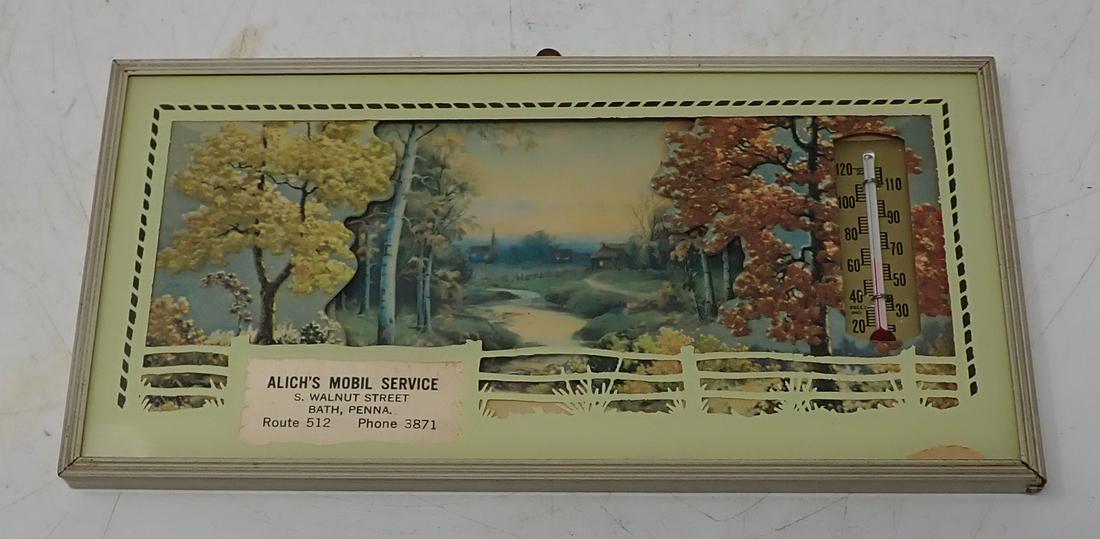 ALICH'S MOBIL SERVICE
S. WALNUT STREET
BATH, PENNA.
Route 512 Phone 3871
120
110
100
90
80
70
60
50
40
30
20